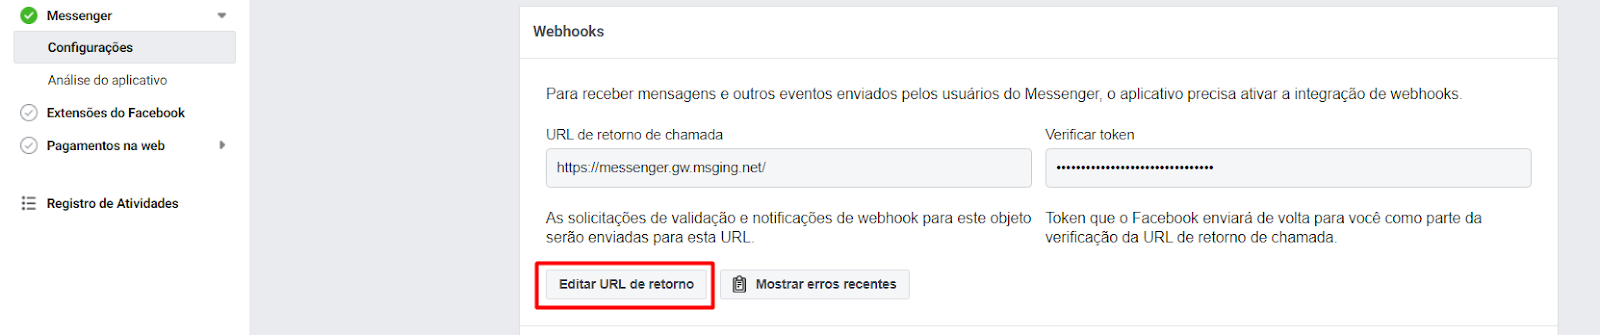 Messenger
Configurações
Análise do aplicativo
Extensões do Facebook
Pagamentos na web
Registro de Atividades
Webhooks
Para receber mensagens e outros eventos enviados pelos usuários do Messenger, o aplicativo precisa ativar a integração de webhooks.
URL de retorno de chamada
https://messenger.gw.msging.net/
As solicitações de validação e notificações de webhook para este objeto
serão enviadas para esta URL.
Verificar token
••••••••••••••••••••••••••••••••
Token que o Facebook enviará de volta para você como parte da
verificação da URL de retorno de chamada.
Editar URL de retorno
Mostrar erros recentes